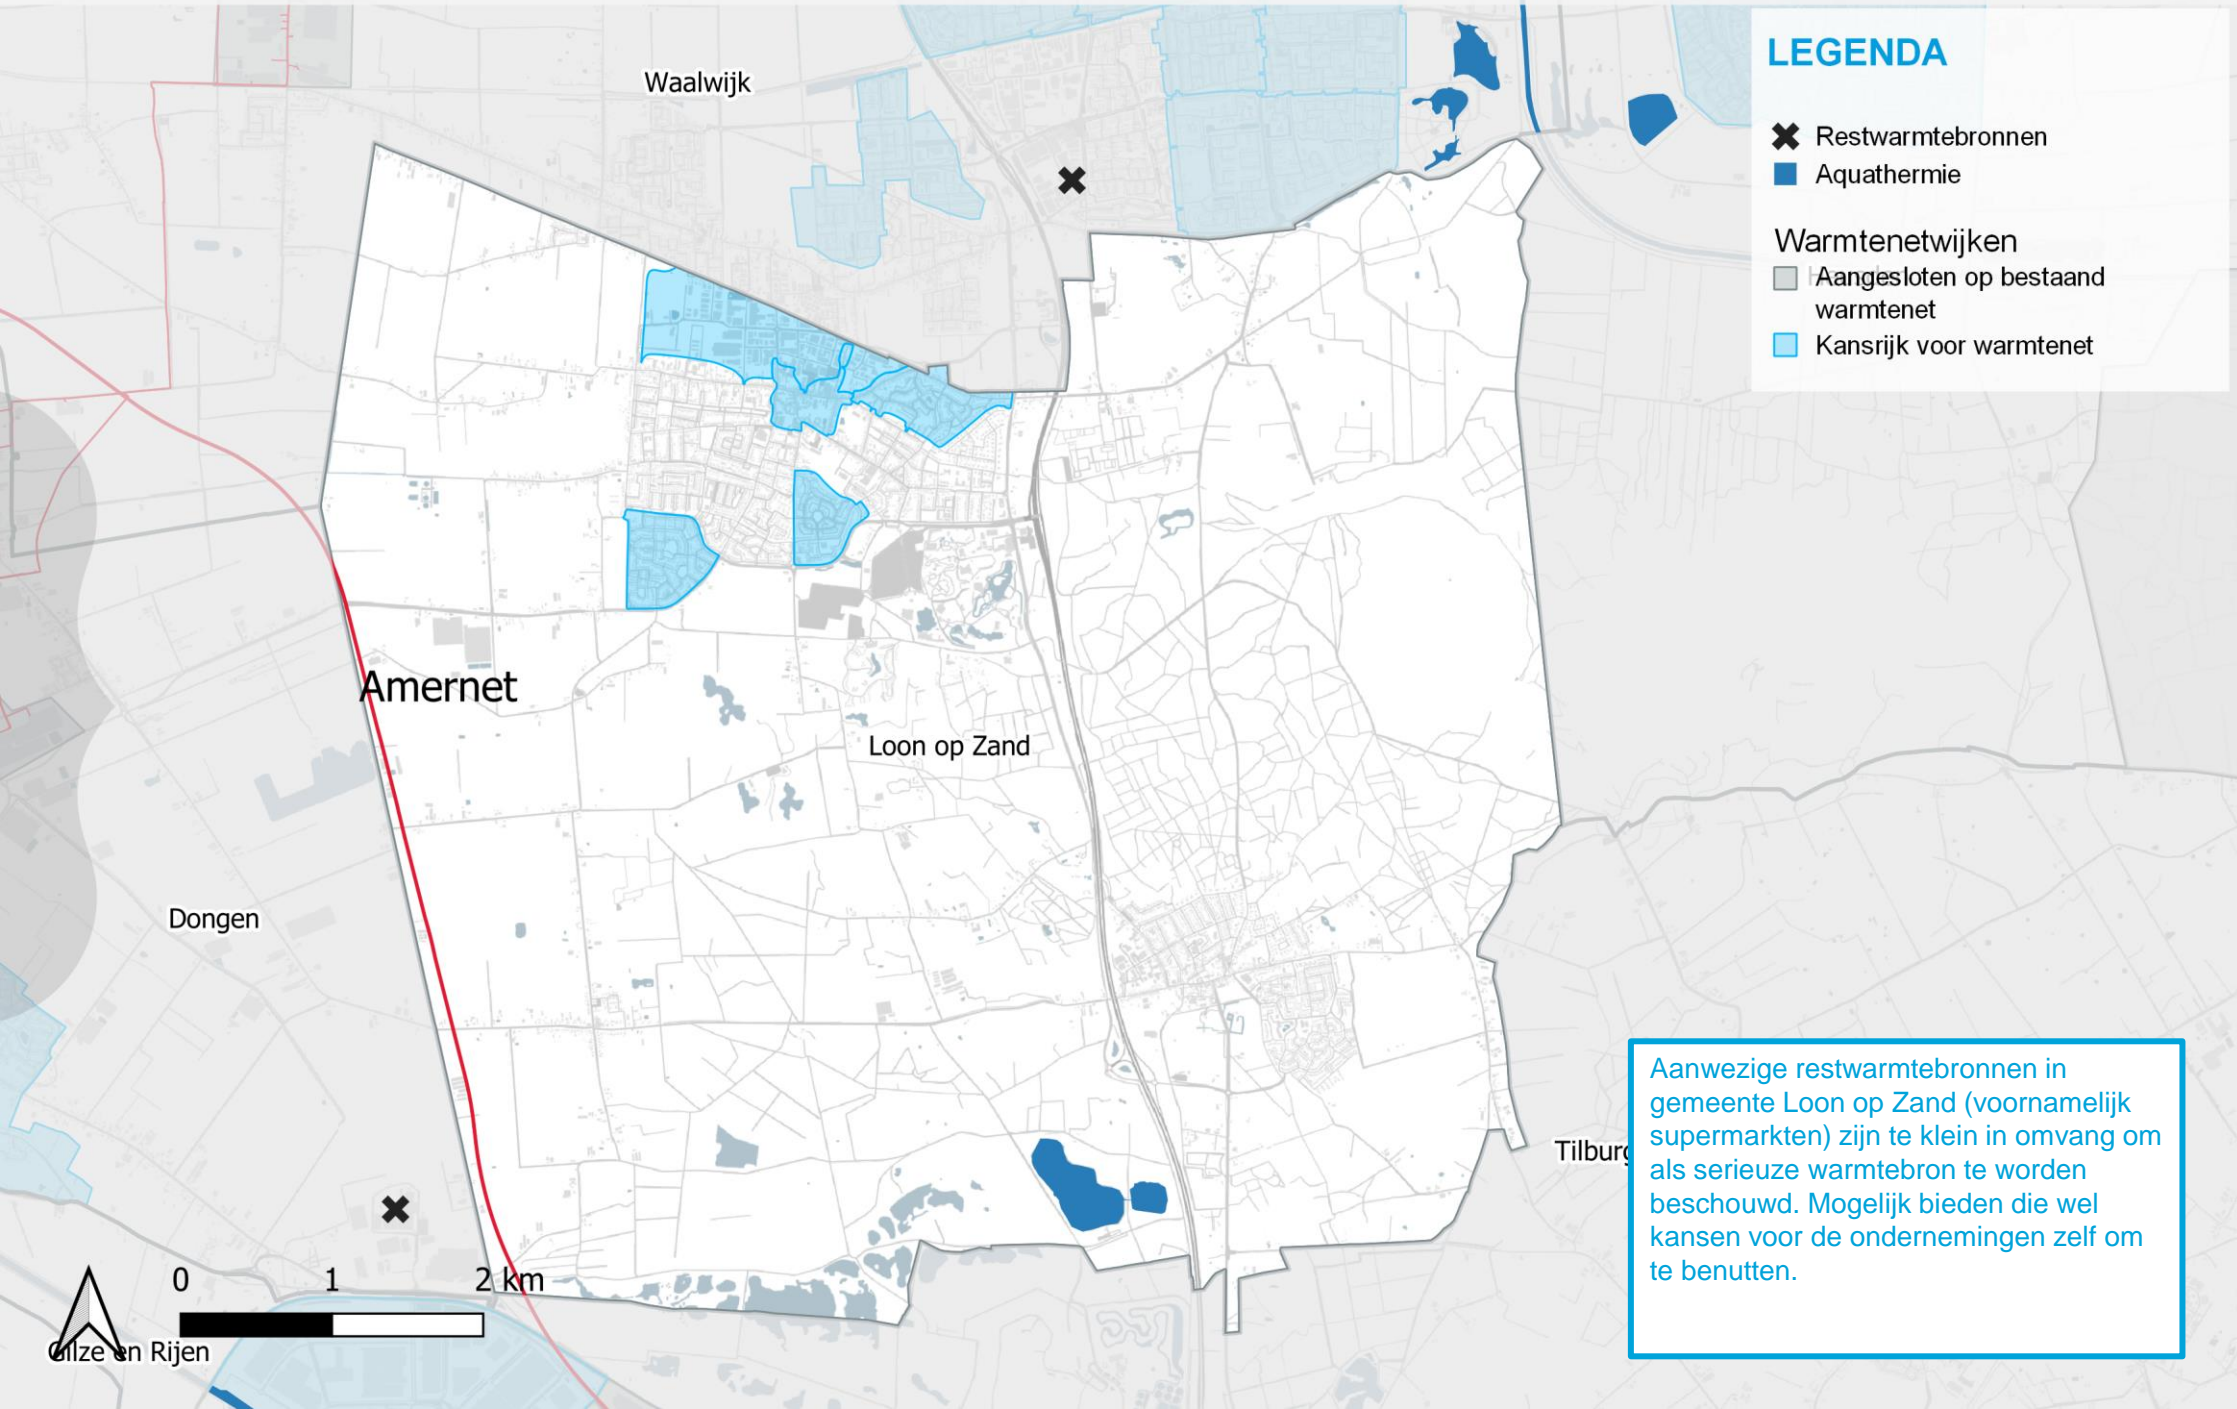 Waalwijk
LEGENDA
Restwarmtebronnen
Aquathermie
Warmtenetwijken
Aangesloten op bestaand
warmtenet
Kansrijk voor warmtenet
Amernet
Loon op Zand
Dongen
Tilburg
Aanwezige restwarmtebronnen in
gemeente Loon op Zand (voornamelijk
supermarkten) zijn te klein in omvang om
als serieuze warmtebron te worden
beschouwd. Mogelijk bieden die wel
kansen voor de ondernemingen zelf om
te benutten.
0 1 2 km
Gilze en Rijen